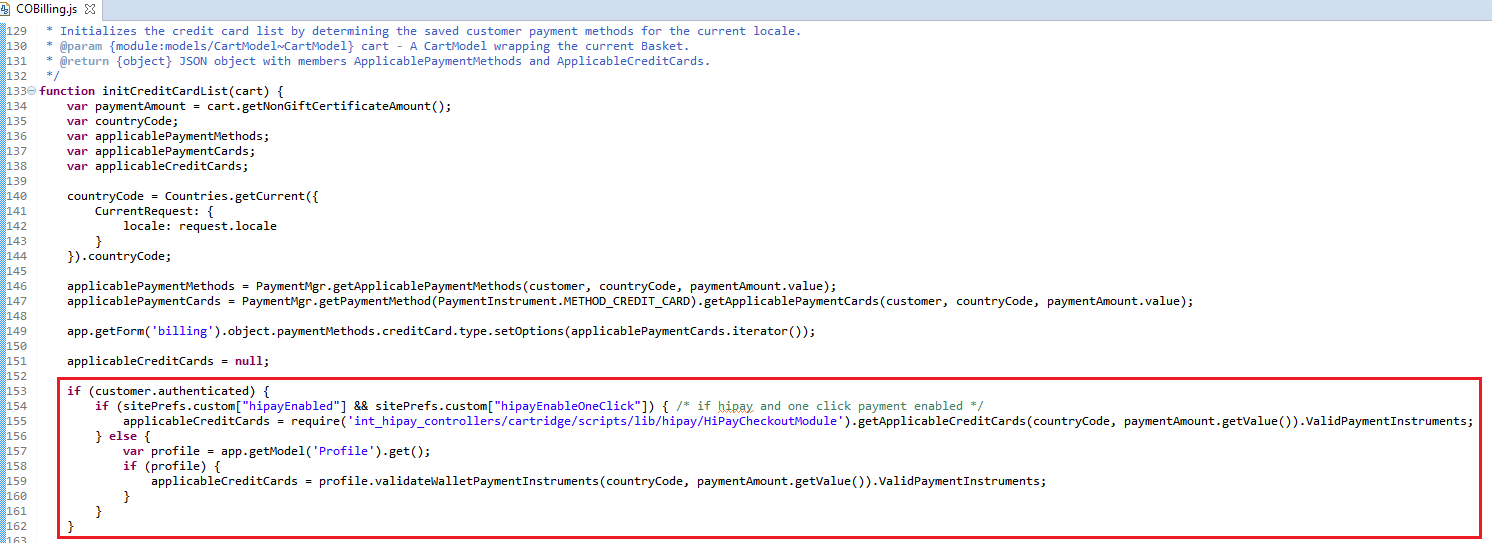 COBilling.js
129 * Initializes the credit card list by determining the saved customer payment methods for the current locale.
130 * @param {module:models/CartModel~CartModel} cart - A CartModel wrapping the current Basket.
131 * @return {object} JSON object with members ApplicablePaymentMethods and ApplicableCreditCards.
132 */
133 function initCreditCardList(cart) {
134 var paymentAmount = cart.getNonGiftCertificateAmount();
135 var countryCode;
136 var applicablePaymentMethods;
137 var applicablePaymentCards;
138 var applicableCreditCards;
139
140 countryCode = Countries.getCurrent({
141 CurrentRequest: {
142 locale: request.locale
143 }
144 }).countryCode;
145
146 applicablePaymentMethods = PaymentMgr.getApplicablePaymentMethods(customer, countryCode, paymentAmount.value);
147 applicablePaymentCards = PaymentMgr.getPaymentMethod(PaymentInstrument.METHOD_CREDIT_CARD).getApplicablePaymentCards(customer, countryCode, paymentAmount.value);
148
149 app.getForm('billing').object.paymentMethods.creditCard.type.setOptions(applicablePaymentCards.iterator());
150
151 applicableCreditCards = null;
152
153 if (customer.authenticated) {
154 if (sitePrefs.custom["hipayEnabled"] && sitePrefs.custom["hipayEnableOneClick"]) { /* if hipay and one click payment enabled */
155 applicableCreditCards = require('int_hipay_controllers/cartridge/scripts/lib/hipay/HiPayCheckoutModule').getApplicableCreditCards(countryCode, paymentAmount.getValue()).ValidPaymentInstruments;
156 } else {
157 var profile = app.getModel('Profile').get();
158 if (profile) {
159 applicableCreditCards = profile.validateWalletPaymentInstruments(countryCode, paymentAmount.getValue()).ValidPaymentInstruments;
160 }
161 }
162 }
163